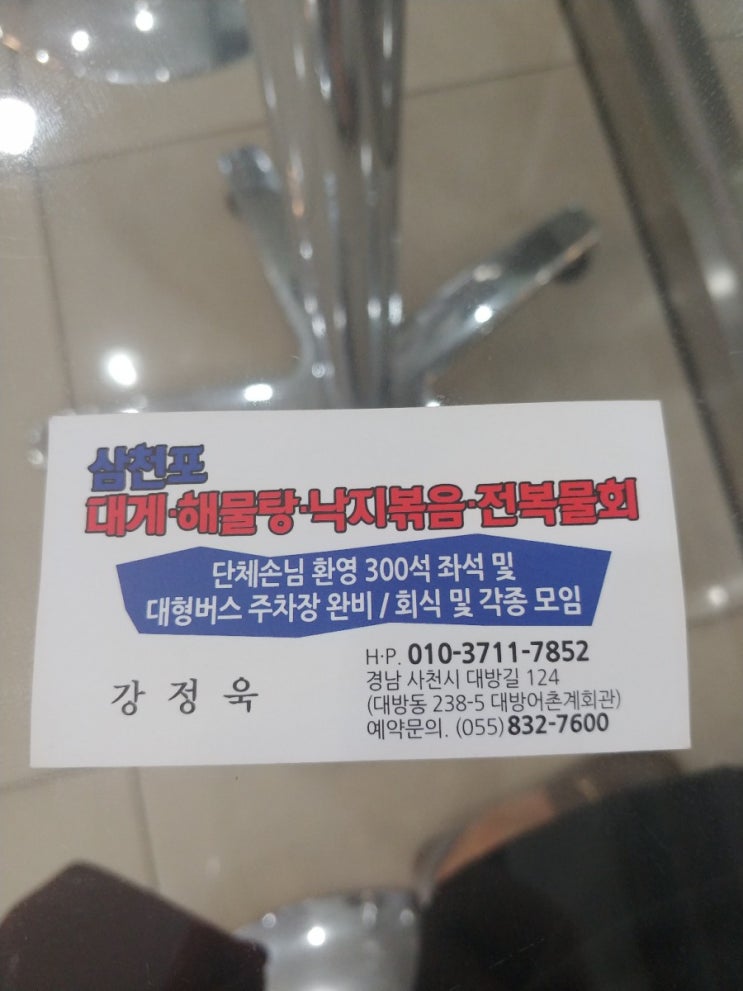 삼천포
대게·해물탕·낙지볶음·전복물회
단체손님 환영 300석 좌석 및
대형버스 주차장 완비 / 회식 및 각종 모임
강 정 욱
H·P. 010-3711-7852
경남 사천시 대방길 124
(대방동 238-5 대방어촌계회관)
예약문의. (055)832-7600